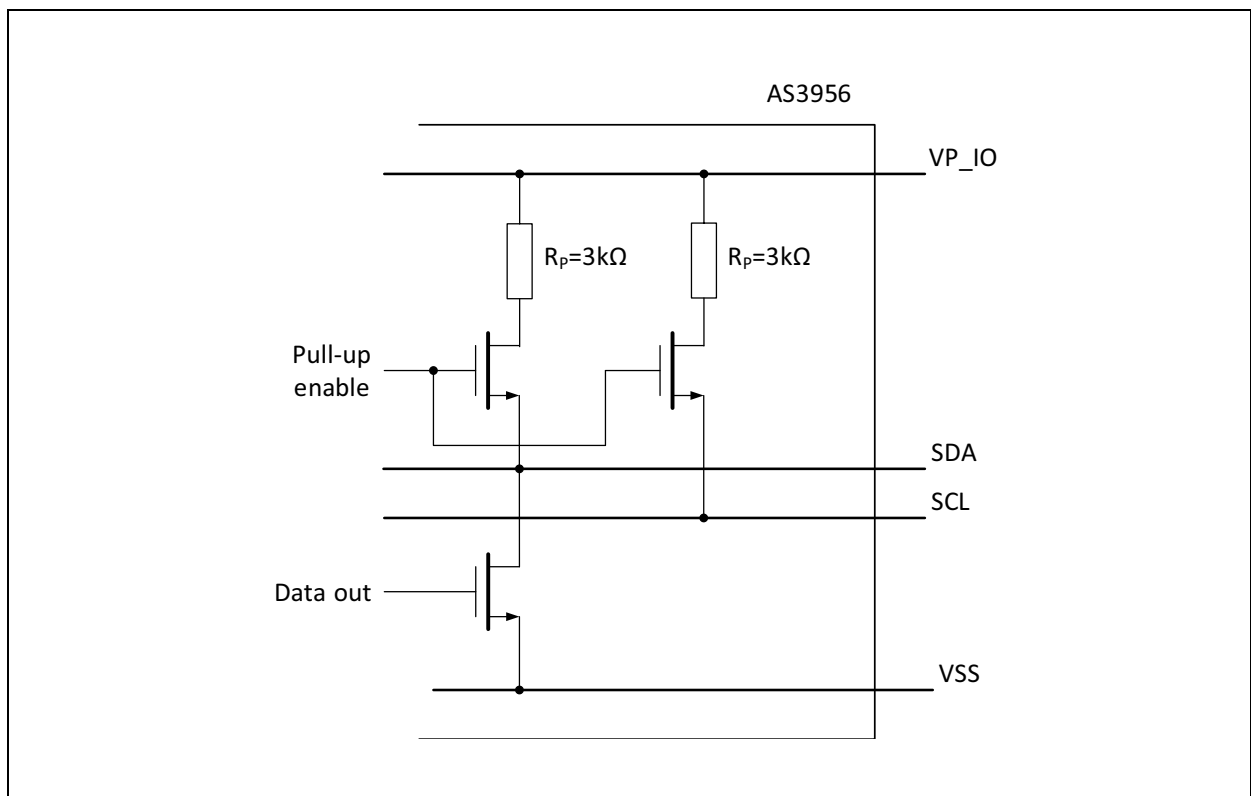 AS3956
VP_IO
Rₚ=3kΩ
Rₚ=3kΩ
Pull-up
enable
SDA
SCL
Data out
VSS